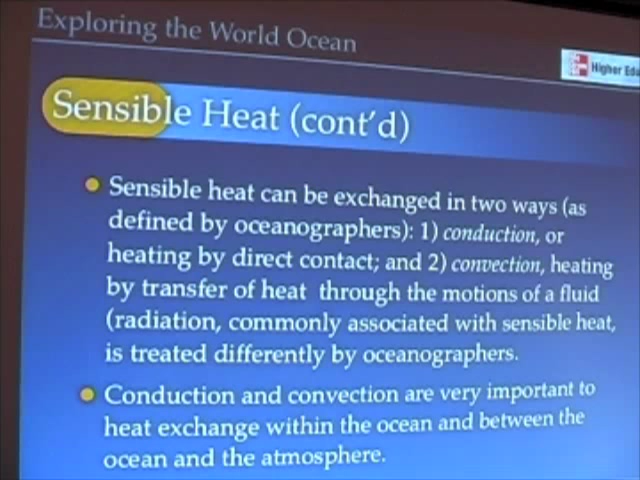 Exploring the World Ocean
Higher Edu
Sensible Heat (cont'd)
Sensible heat can be exchanged in two ways (as
defined by oceanographers): 1) conduction, or
heating by direct contact; and 2) convection, heating
by transfer of heat through the motions of a fluid
(radiation, commonly associated with sensible heat,
is treated differently by oceanographers.
Conduction and convection are very important to
heat exchange within the ocean and between the
ocean and the atmosphere.